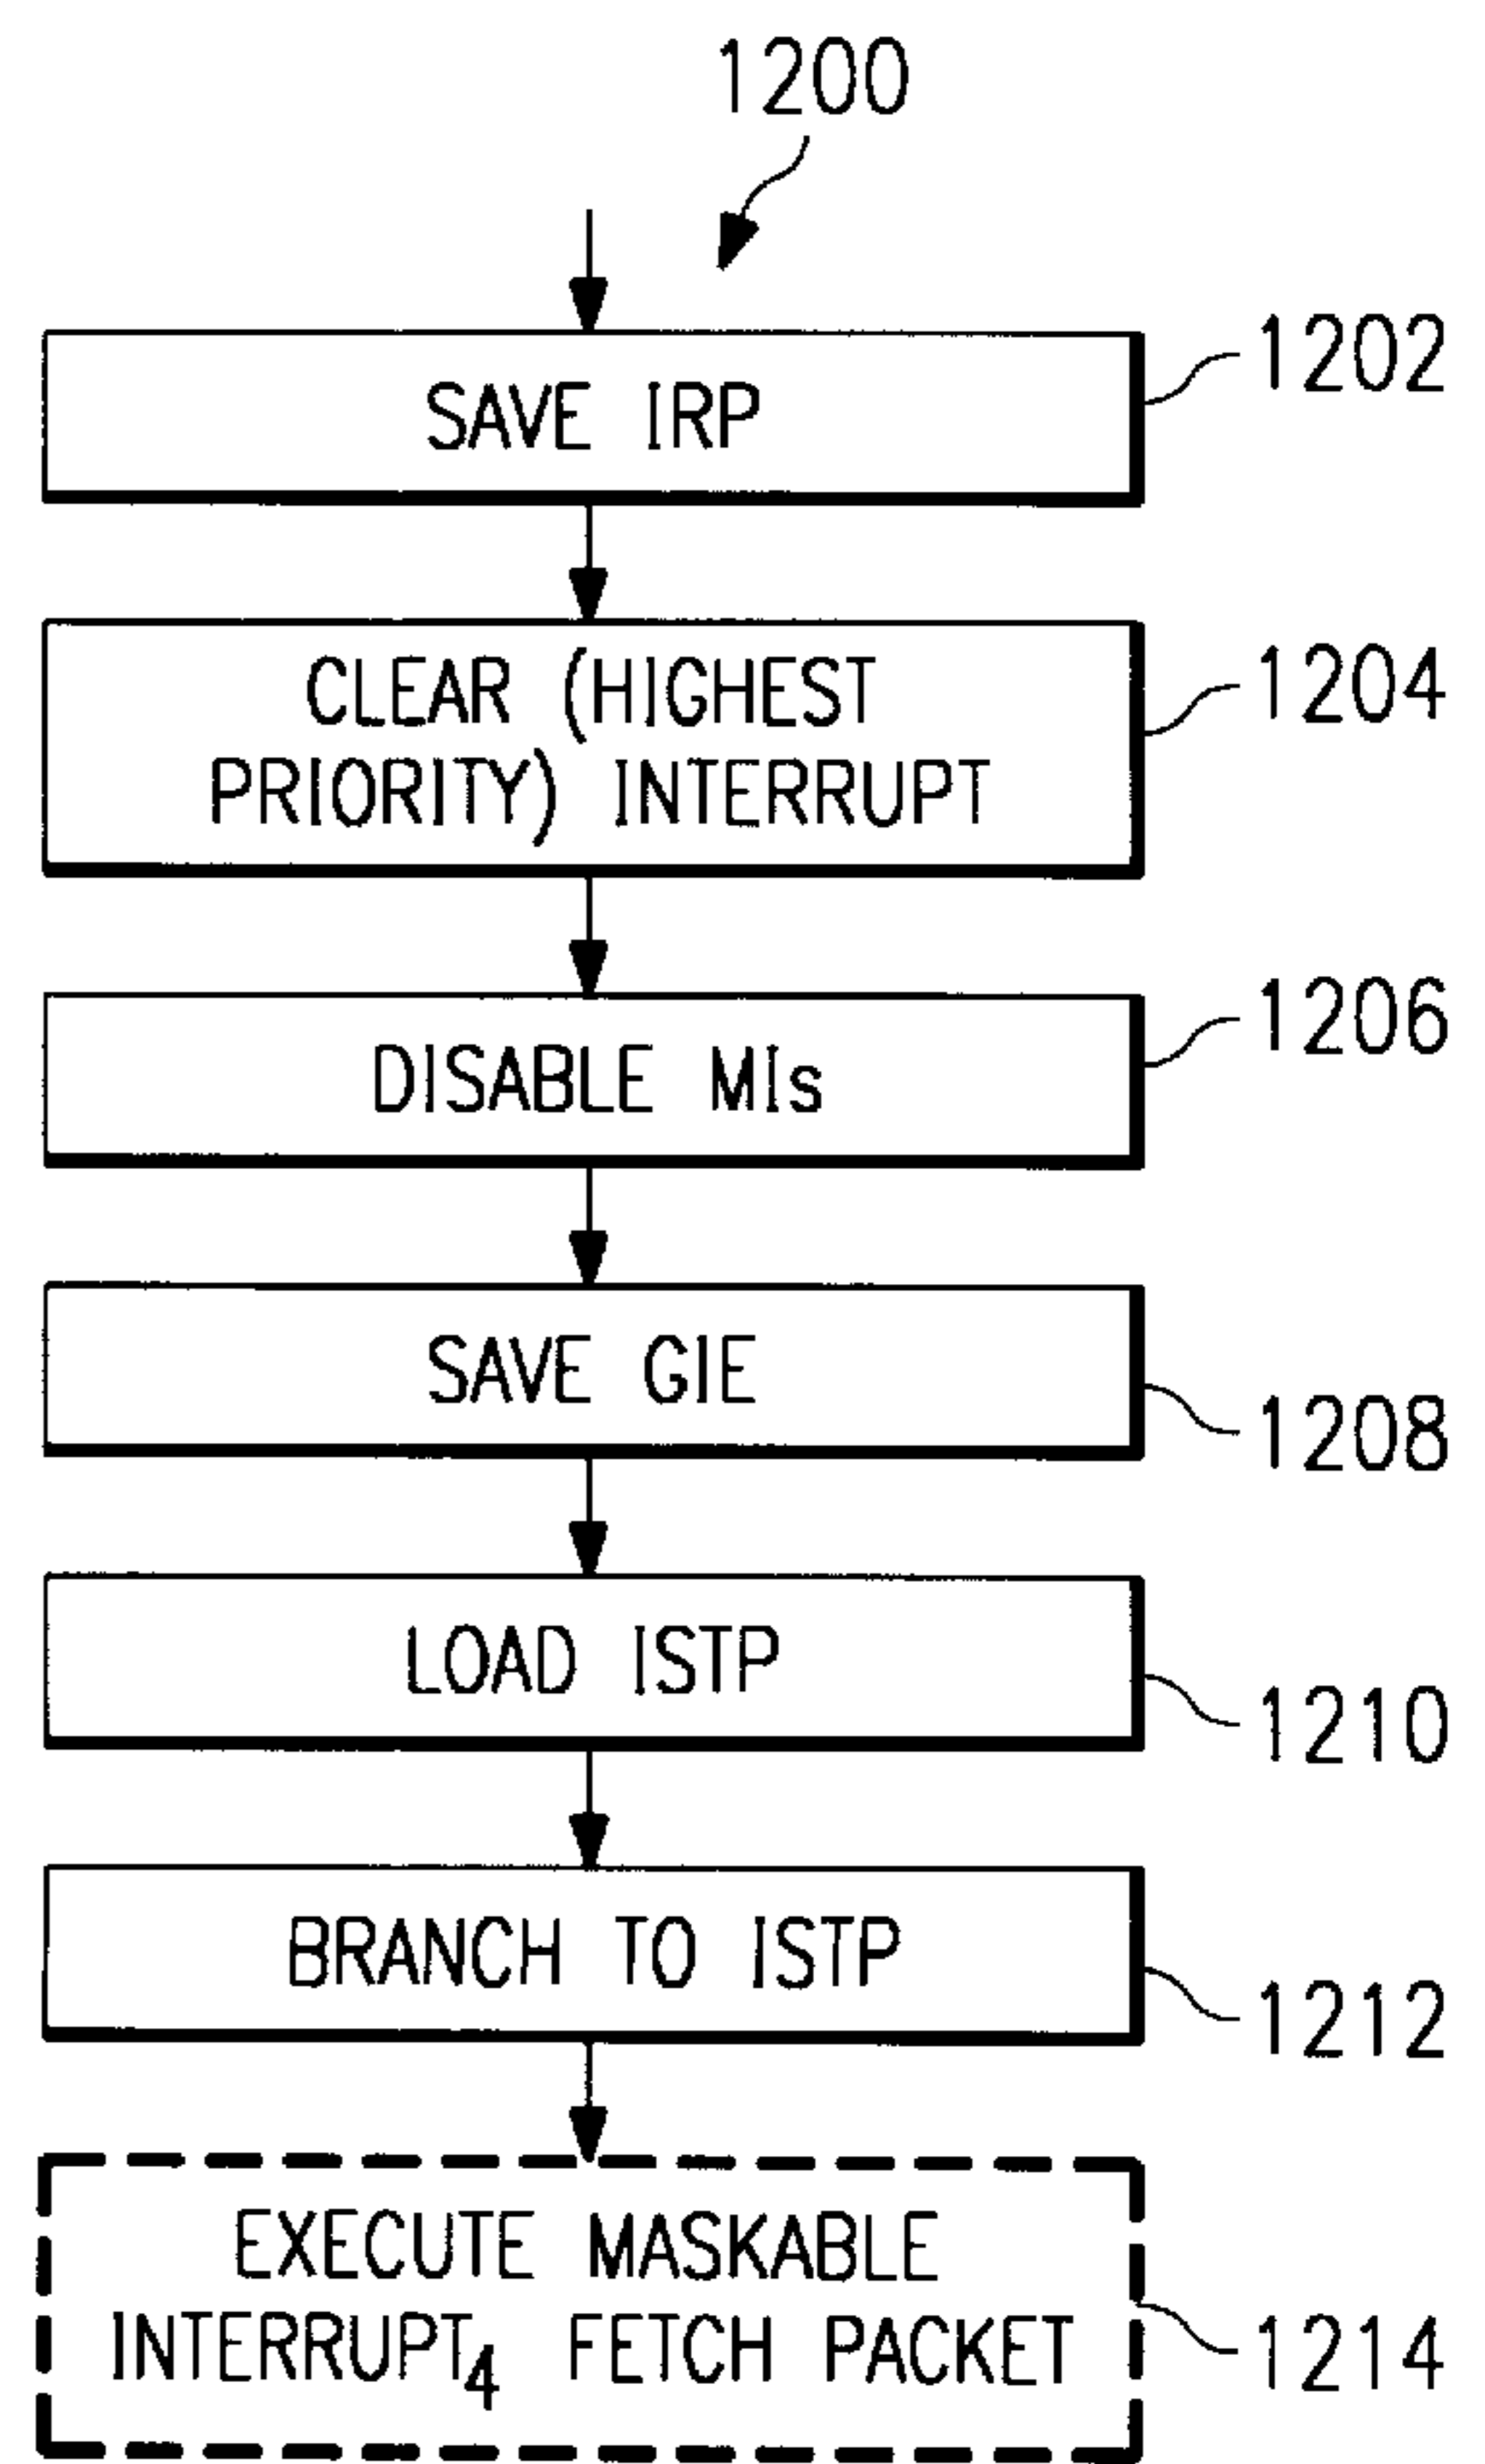 1200
SAVE IRP
1202
CLEAR (HIGHEST
PRIORITY) INTERRUPT
1204
DISABLE MIs
1206
SAVE GIE
1208
LOAD ISTP
1210
BRANCH TO ISTP
1212
EXECUTE MASKABLE
INTERRUPT4 FETCH PACKET
1214